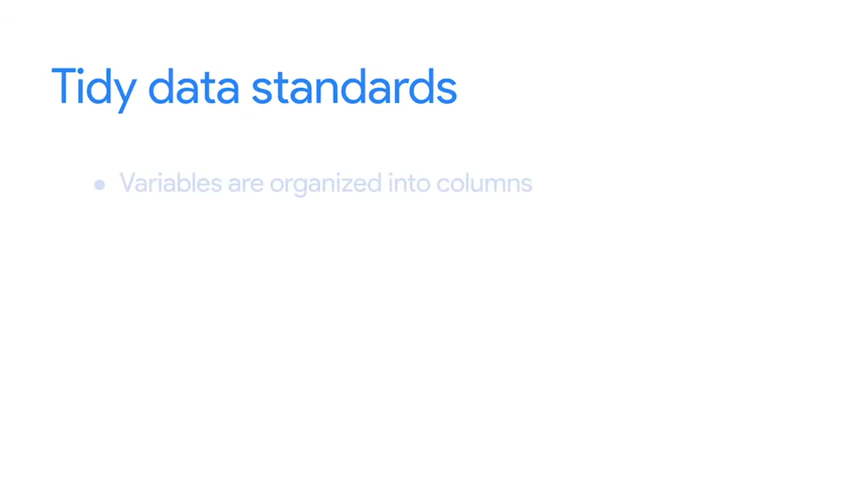 Tidy data standards
• Variables are organized into columns